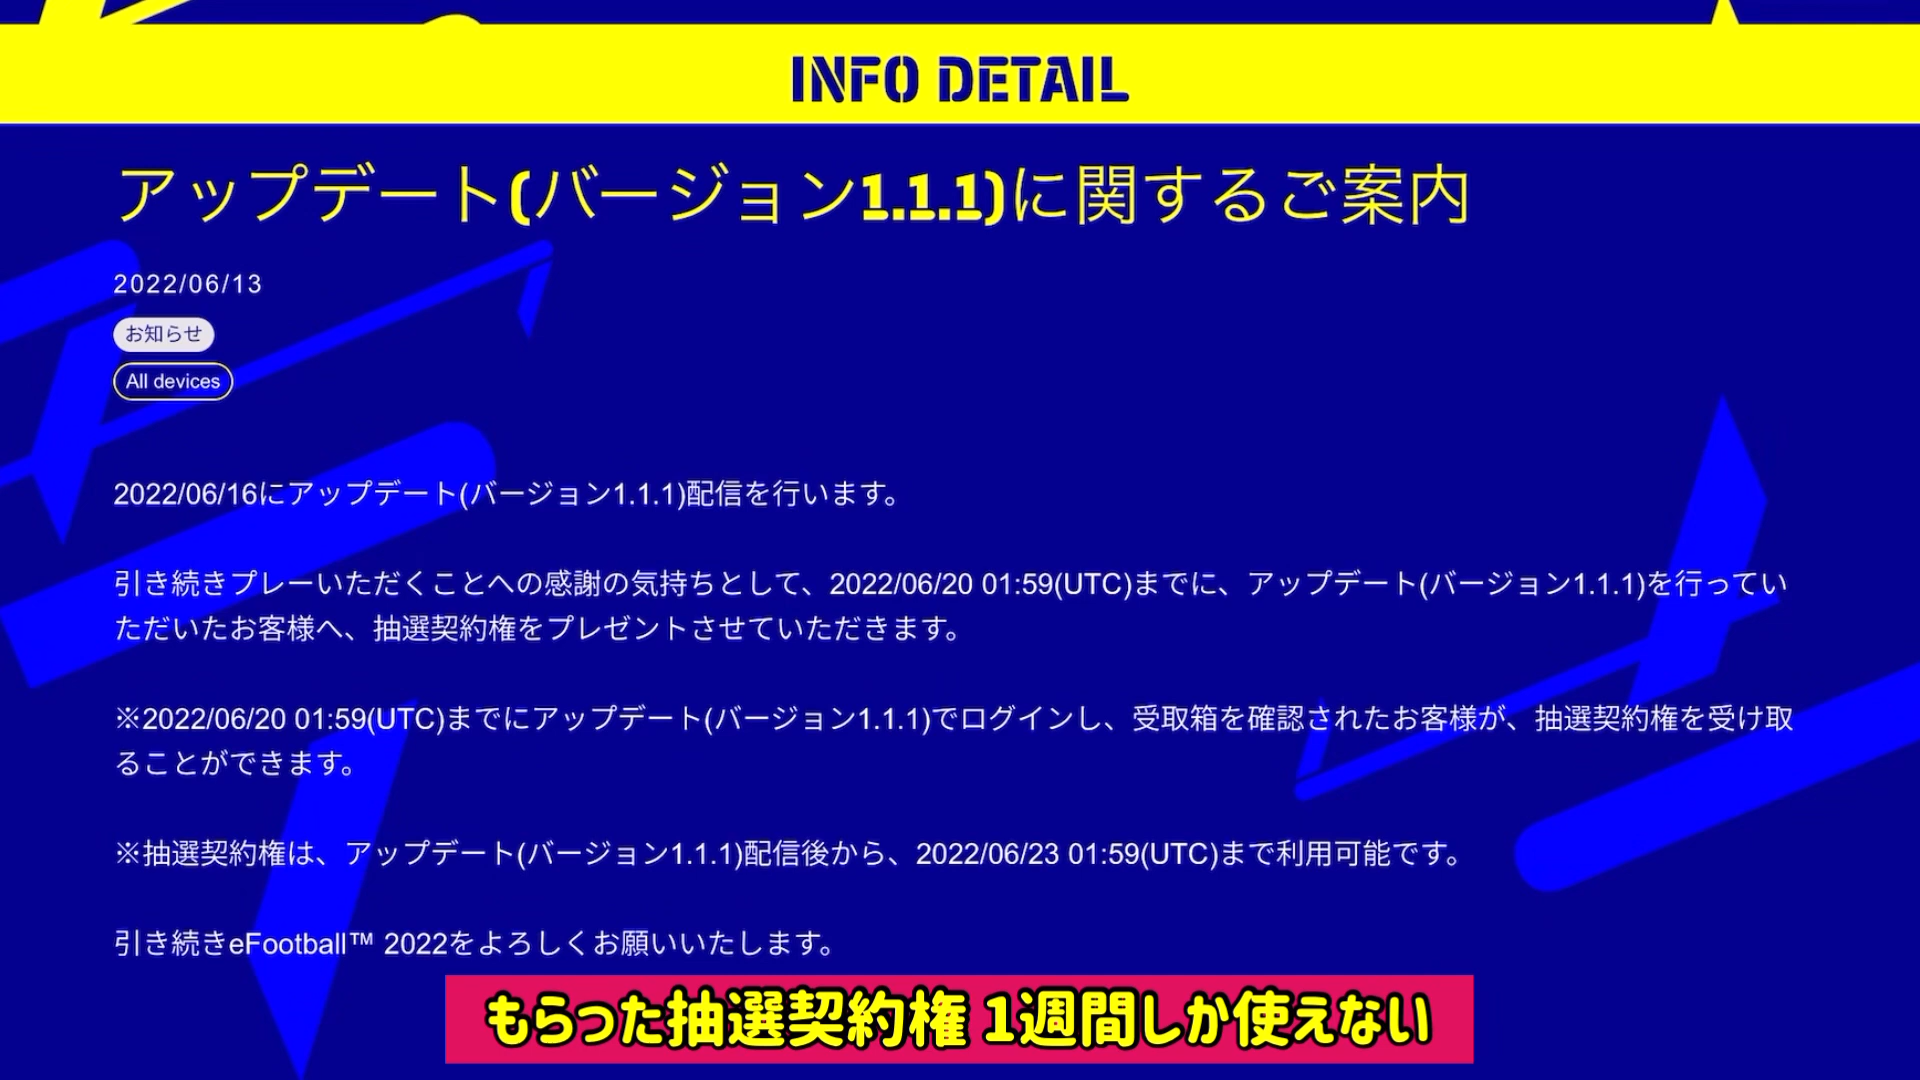 INFO DETAIL
アップデート(バージョン1.1.1)に関するご案内
2022/06/13
お知らせ
All devices
2022/06/16にアップデート(バージョン1.1.1)配信を行います。
引き続きプレーいただくことへの感謝の気持ちとして、2022/06/20 01:59(UTC)までに、アップデート(バージョン1.1.1)を行ってい
ただいたお客様へ、抽選契約権をプレゼントさせていただきます。
※2022/06/20 01:59(UTC)までにアップデート(バージョン1.1.1)でログインし、受取箱を確認されたお客様が、抽選契約権を受け取
ることができます。
※抽選契約権は、アップデート(バージョン1.1.1)配信後から、2022/06/23 01:59(UTC)まで利用可能です。
引き続きeFootball™ 2022をよろしくお願いいたします。
もらった抽選契約権 1週間しか使えない